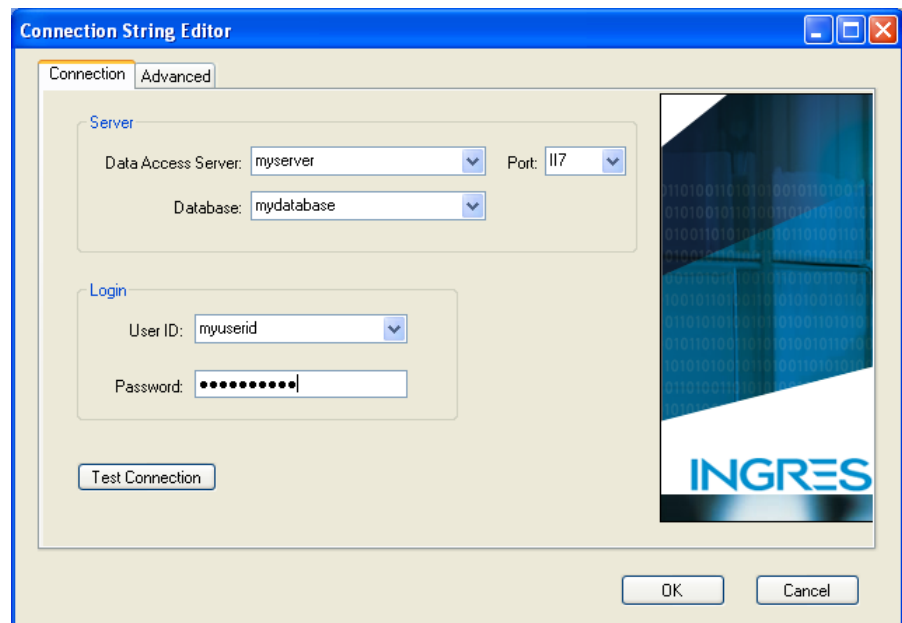 Connection String Editor
Connection Advanced
Server
Data Access Server: myserver Port: II7
Database: mydatabase
Login
User ID: myuserid
Password: ●●●●●●●●●●
Test Connection
INGRES
OK Cancel